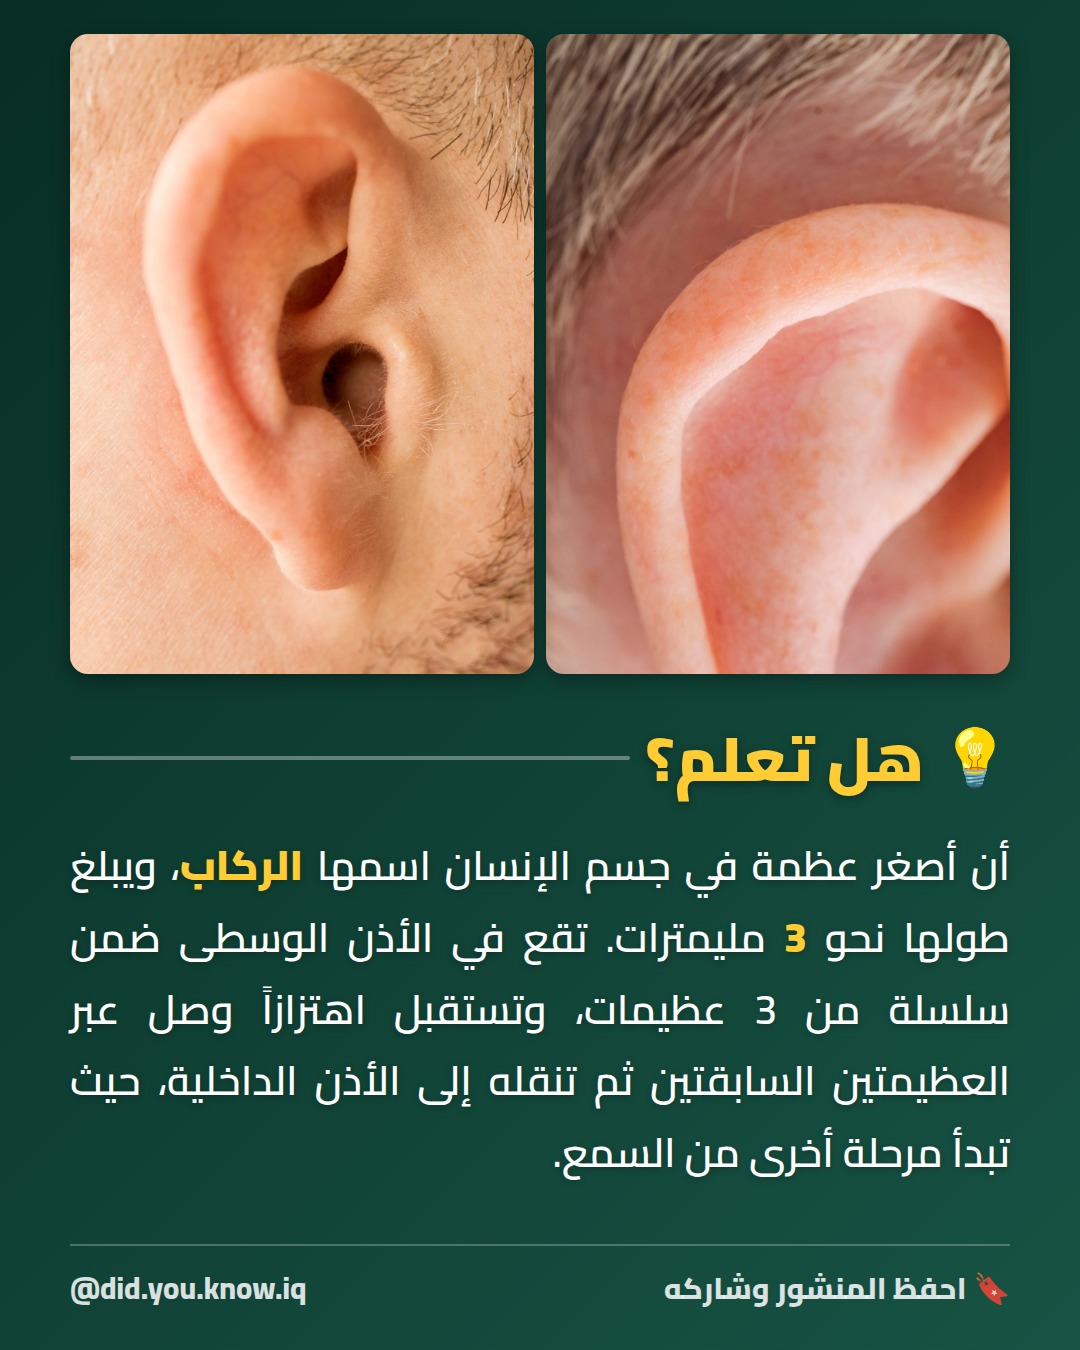 💡 هل تعلم؟
أن أصغر عظمة في جسم الإنسان اسمها الركاب، ويبلغ
طولها نحو 3 مليمترات. تقع في الأذن الوسطى ضمن
سلسلة من 3 عظيمات، وتستقبل اهتزازاً وصل عبر
العظيمتين السابقتين ثم تنقله إلى الأذن الداخلية، حيث
تبدأ مرحلة أخرى من السمع.
🔖 احفظ المنشور وشاركه
@did.you.know.iq